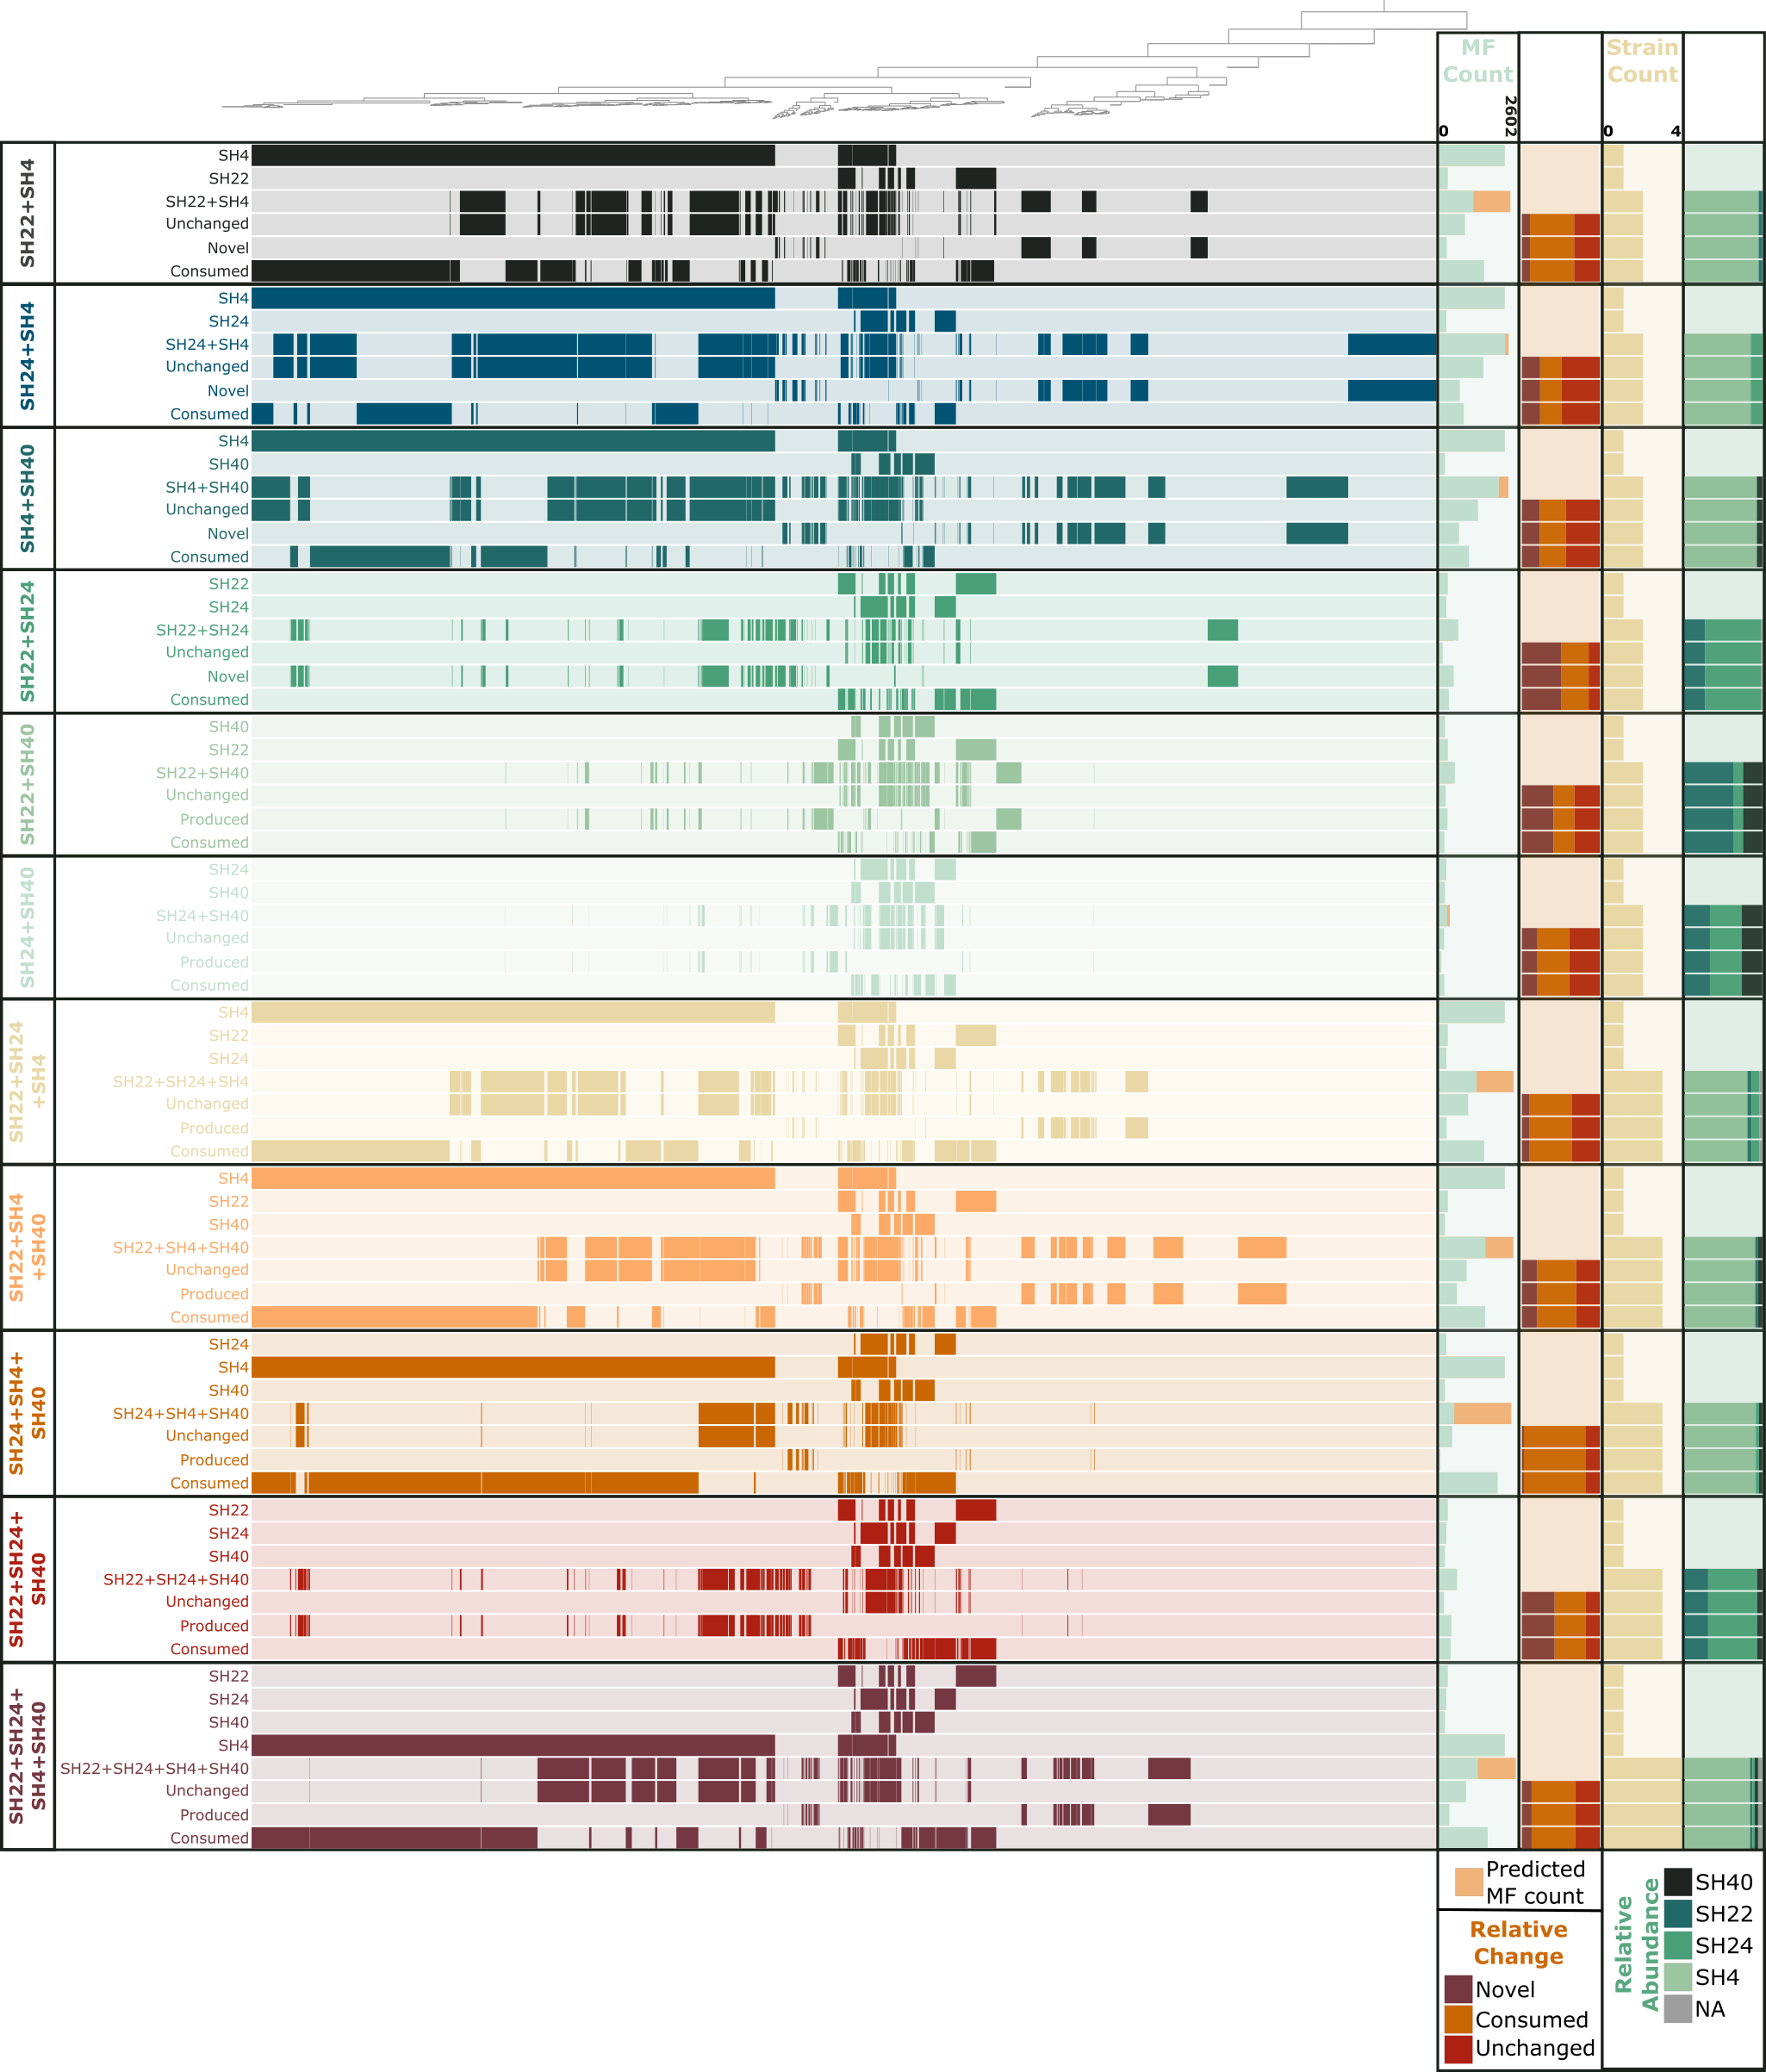 MF
Count
Strain
Count
0
2602
0
4
SH22+SH4
SH4
SH22
SH22+SH4
Unchanged
Novel
Consumed
SH24+SH4
SH4
SH24
SH24+SH4
Unchanged
Novel
Consumed
SH4+SH40
SH4
SH40
SH4+SH40
Unchanged
Novel
Consumed
SH22+SH24
SH22
SH24
SH22+SH24
Unchanged
Novel
Consumed
SH22+SH40
SH40
SH22
SH22+SH40
Unchanged
Produced
Consumed
SH24+SH40
SH24
SH40
SH24+SH40
Unchanged
Produced
Consumed
SH22+SH24
+SH4
SH4
SH22
SH24
SH22+SH24+SH4
Unchanged
Produced
Consumed
SH22+SH4
+SH40
SH4
SH22
SH40
SH22+SH4+SH40
Unchanged
Produced
Consumed
SH24+SH4+
SH40
SH24
SH4
SH40
SH24+SH4+SH40
Unchanged
Produced
Consumed
SH22+SH24+
SH40
SH22
SH24
SH40
SH22+SH24+SH40
Unchanged
Produced
Consumed
SH22+SH24+
SH4+SH40
SH22
SH24
SH40
SH4
SH22+SH24+SH4+SH40
Unchanged
Produced
Consumed
Predicted
MF count
Relative
Change
Novel
Consumed
Unchanged
Relative
Abundance
SH40
SH22
SH24
SH4
NA